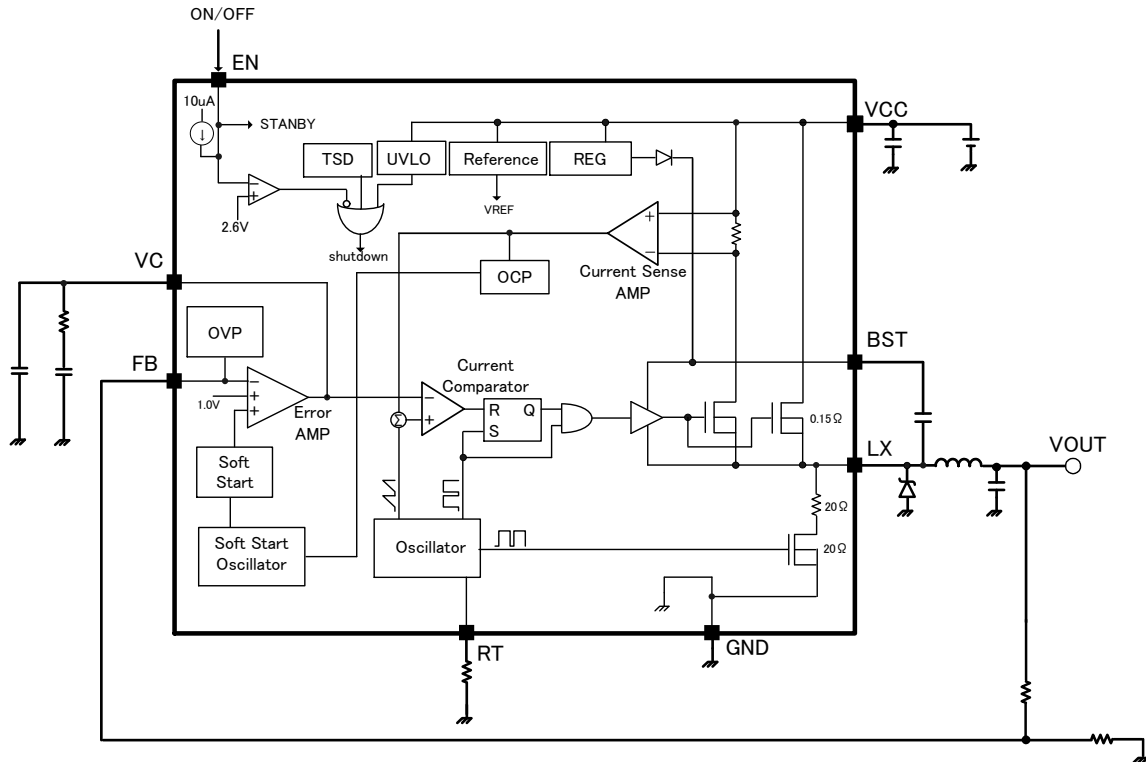 ON/OFF
EN
10uA
STANBY
VCC
TSD
UVLO
Reference
REG
2.6V
VREF
shutdown
VC
OCP
Current Sense
AMP
OVP
BST
FB
Current
Comparator
1.0V
Error
AMP
R
Q
S
0.15Ω
Σ
LX
VOUT
Soft
Start
20Ω
Soft Start
Oscillator
Oscillator
20Ω
RT
GND